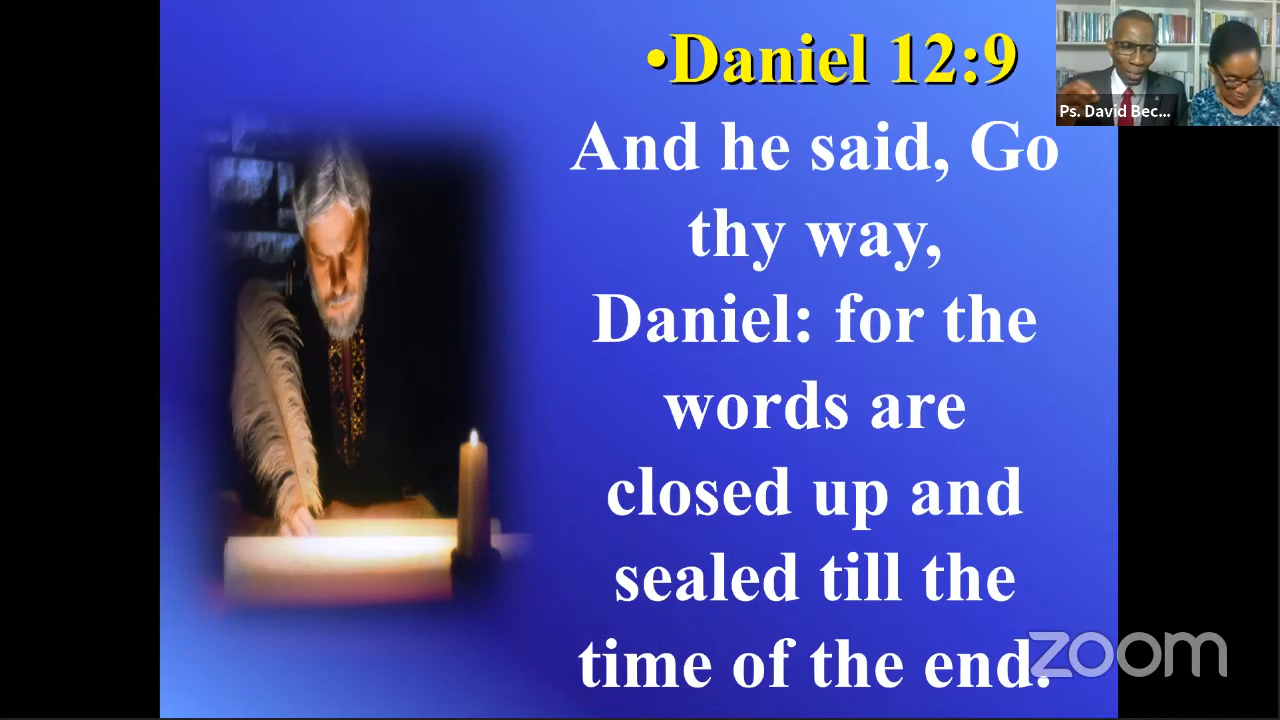 •Daniel 12:9
And he said, Go
thy way,
Daniel: for the
words are
closed up and
sealed till the
time of the end.
Ps. David Bec...
zoom